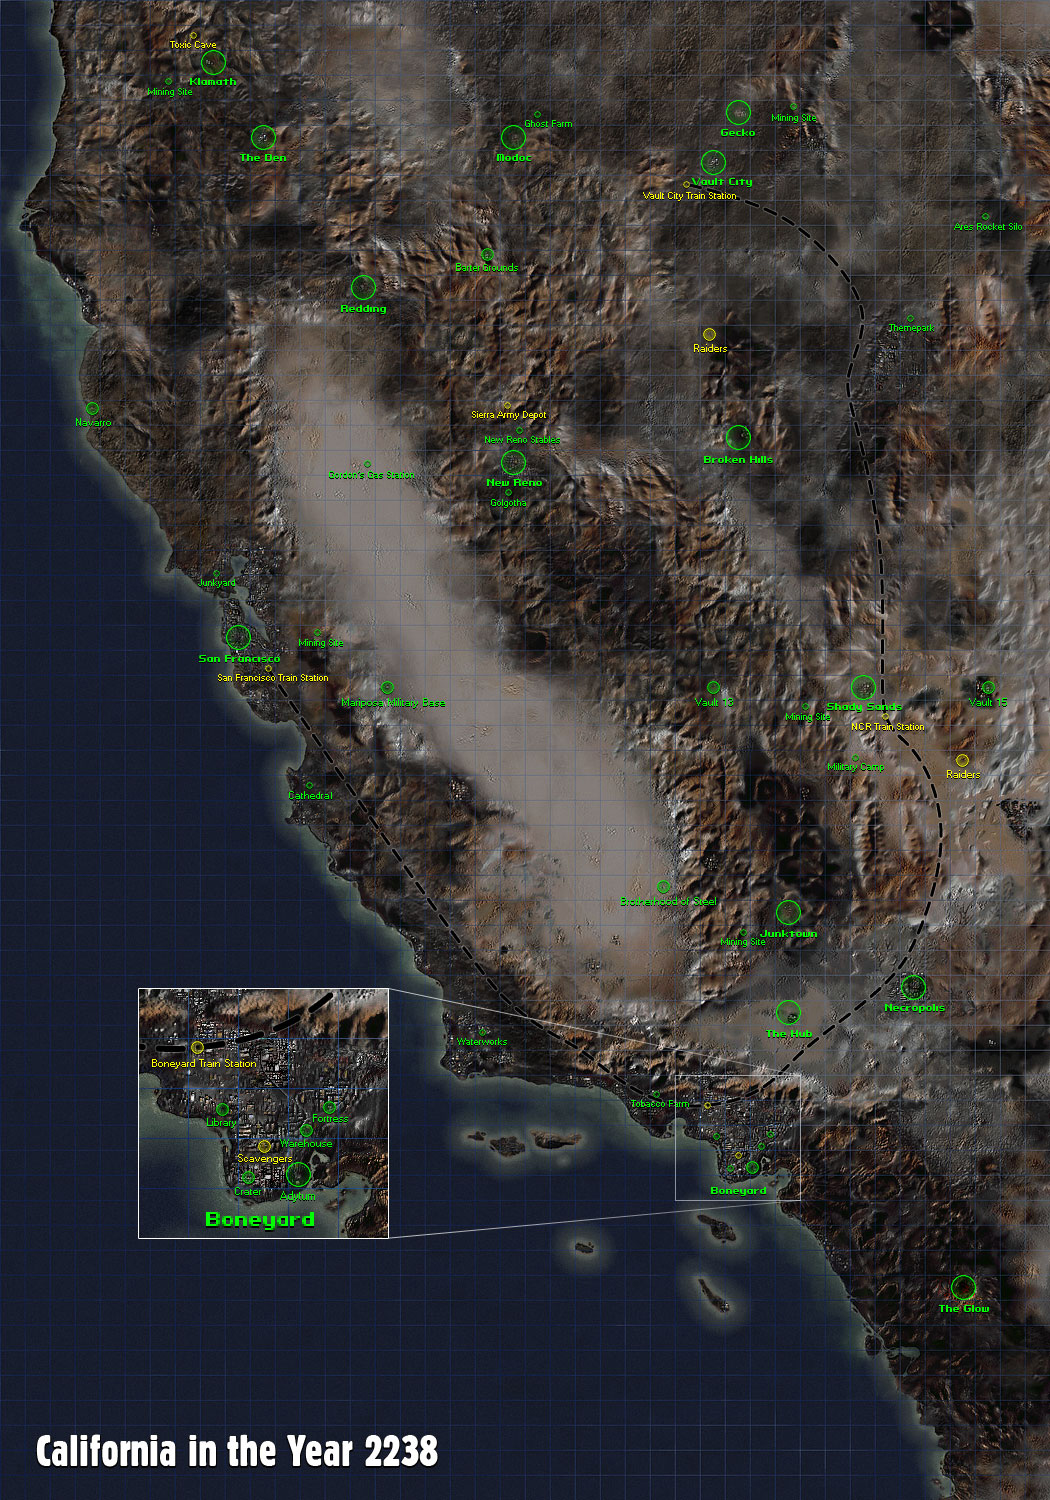 Toxic Cave
Klamath
Mining Site
Ghost Farm
Gecko
Mining Site
The Den
Modoc
Vault City
Vault City Train Station
Ares Rocket Silo
Barter Grounds
Redding
Themepark
Raiders
Navarro
Sierra Army Depot
New Reno Stables
Broken Hills
Gordon's Gas Station
New Reno
Golgotha
Junkyard
Mining Site
San Francisco
San Francisco Train Station
Mariposa Military Base
Vault 13
Shady Sands
Vault 15
Mining Site
NCR Train Station
Military Camp
Raiders
Cathedral
Brotherhood of Steel
Junktown
Mining Site
Necropolis
The Hub
Waterworks
Boneyard Train Station
Tobacco Farm
Library
Fortress
Warehouse
Scavengers
Crater
Adytum
Boneyard
Boneyard
The Glow
California in the Year 2238